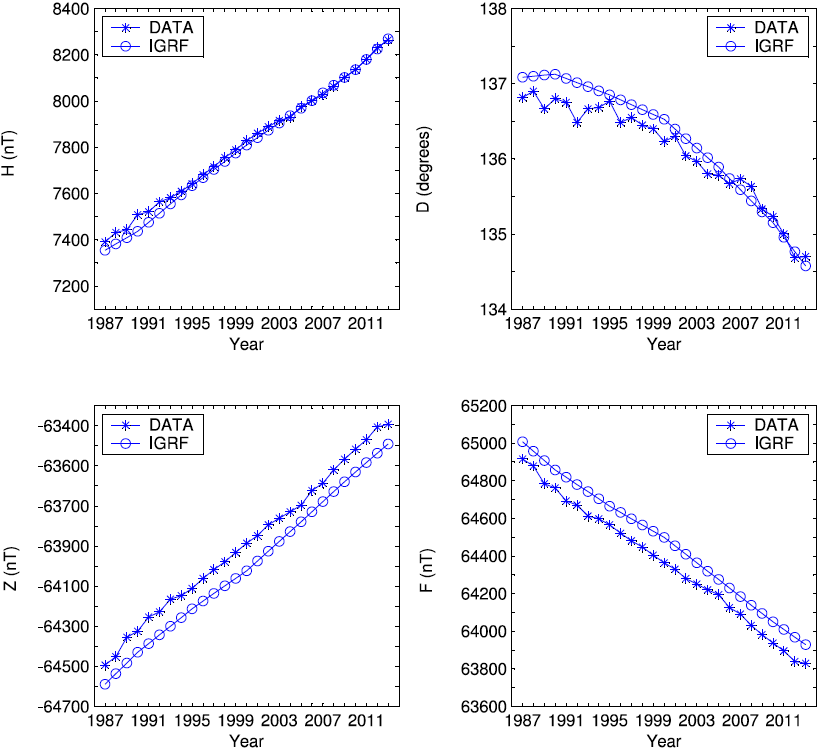 8400
8200
8000
7800
7600
7400
7200
H (nT)
DATA
IGRF
1987 1991 1995 1999 2003 2007 2011
Year
138
137
136
135
134
D (degrees)
DATA
IGRF
1987 1991 1995 1999 2003 2007 2011
Year
-63400
-63600
-63700
-63900
-64100
-64300
-64500
-64700
Z (nT)
DATA
IGRF
1987 1991 1995 1999 2003 2007 2011
Year
65200
65000
64800
64600
64400
64200
64000
63800
63600
F (nT)
DATA
IGRF
1987 1991 1995 1999 2003 2007 2011
Year